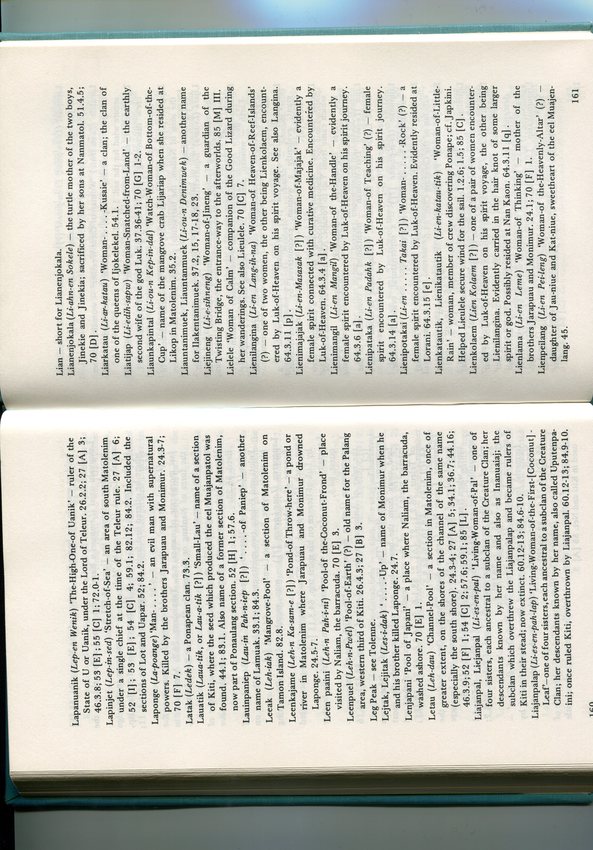 Lapanuanik (Lep-en Wenik) ‘The-High-One-of Uanik’ — ruler of the
State of U or Uanik, under the Lord of Teleur. 26.2.2; 27 [A] 3;
46.3.8; 53 [E] ; 55 [C] 1; 72.0-1.
Lapinjet (Lep-in-sed) ‘Stretch-of-Sea’ — an area of south Matolenim
under a single chief at the time of the Teleur rule. 27 [A] 6;
52 [I] ; 53 [E] ; 54 [C] 4; 59.1; 82.12; 84.2. Included the
sections of Lot and Uapar. 52; 84.2.
Laponge (La-poange) ‘Man- . . . . ’ — an evil man with supernatural
powers. Killed by the brothers Jarapuau and Monimur. 24.3-7;
70 [F] 7.
Latak (Ledek) — a Ponapean clan. 73.3.
Lauatik (Laua-tik, or Lau-a-tik [?] ) ‘Small-Lau’ — name of a section
of Kiti, where the seed which produced the eel Muajanpatol was
found. 44.1; 83.1. Also name of a former section of Matolenim,
now part of Ponaulang section. 52 [H] 1; 57.6.
Lauinpaniep (Lau-in Pah-n-iep [?] ) ‘ . . . .-of Paniep’ — another
name of Lamuak. 33.1; 84.3.
Leeak (Leh-iak) ‘Mangrove-Pool’ — a section of Matolenim on
Tamon Island. 82.8.
Leenkajame (Leh-n Ka-sam-e [?] ) ‘Pond-of Throw-here’ — a pond or
river in Matolenim where Jarapuau and Monimur drowned
Laponge. 24.5-7.
Leen paaini (Leh-n Pah-i-ni) ‘Pool-of the-Coconut-Frond’ — place
visited by Naliam, the barracuda. 70 [E] 3.
Leenpuel (Leh-n-Pwel) ‘Pool-of-Earth’ (?) — old name for the Palang
area, western third of Kiti. 26.4.3; 27 [B] 3.
Leg Peak — see Tolenne.
Lejtak, Lejitak (Les-i-dak) ‘ . . . . .-Up’ — name of Monimur when he
and his brother killed Laponge. 24.7.
Lenjapani ‘Pool of Japani’ — a place where Naliam, the barracuda,
washed ashore. 70 [E] 1.
Letau (Leh-dau) ‘Channel-Pool’ — a section in Matolenim, once of
greater extent, on the shores of the channel of the same name
(especially the south shore). 24.3-4; 27 [A] 5; 34.1; 36.7; 44.16;
46.3.9; 52 [F] 1; 54 [C] 2; 57.6; 59.1; 85 [L] .
Liajanpal, Liejanpal (Li-es-en-pal) ‘Living-Woman-of-Pal’ — one of
four sisters, each ancestral to a subclan of the Creature Clan; her
descendants known by her name and also as Inanuaiaj; the
subclan which overthrew the Liajanpalap and became rulers of
Kiti in their stead; now extinct. 60.12-13; 84.6-10.
Liajanpalap (Li-es-en-pah-lap) ‘Living-Woman-of-the-First-[Coconut] -
Leaf’—one of four sisters, each ancestral to a subclan of the Creature
Clan; her descendants known by her name, also called Uputenpa-
ini; once ruled Kiti, overthrown by Liajanpal. 60.12-13; 84.9-10.
160
Lian — short for Lianenjokala.
Lianenjokala (Li-ahn-en Sokele) — the turtle mother of the two boys,
Jinekie and Jinekia; sacrificed by her sons at Nanmatol. 51.4.5;
70 [D] .
Liarkatau (Li-ar-katau) ‘Woman- . . . . .-Kusaie’ — a clan; the clan of
one of the queens of Ijokelekel. 54.1.
Liatijap (Li-edih-sapw) ‘Woman-Snatched-from-Land’ — the earthly
second wife of the god Luk. 37.36-41; 70 [G] 1-2.
Liaunkapintal (Li-ou-n Kep-in-dal) ‘Watch-Woman of Bottom-of-the-
Cup’ — name of the mangrove crab Lijariap when she resided at
Likop in Matolenim. 35.2.
Liauntanimuek, Liauntanmuek (Li-ou-n Denimwek) — another name
for Ilakentanimuek. 37.2, 15, 17-18, 23.
Liejineng (Li-e-sihneng) ‘Woman-of-Jineng’ — a guardian of the
Twisting Bridge, the entrance-way to the afterworlds. 85 [M] III.
Lielele ‘Woman of Calm’ — companion of the Good Lizard during
her wanderings. See also Lieulele. 70 [C] 7.
Lienilangina (Li-en Lang-ih-na) ‘Woman-of Heaven-of-Reef-Islands’
(?) — one of two women, the other being Lienkolaem, encount-
ered by Luk-of-Heaven on his spirit voyage. See also Langina.
64.3.11 [p] .
Lienimajajak (Li-en-Masasak [?] ) ‘Woman-of-Majajak’ — evidently a
female spirit connected with curative medicine. Encountered by
Luk-of-Heaven. 64.3.4 [a] .
Lienimangil (Li-en Mangil) ‘Woman-of the-Handle’ — evidently a
female spirit encountered by Luk-of-Heaven on his spirit journey.
64.3.6 [a] .
Lienipataka (Li-en Padahk [?] ) ‘Woman-of Teaching’ (?) — female
spirit encountered by Luk-of-Heaven on his spirit journey.
64.3.14 [a] .
Lienipotakai (Li-en . . . . . Takai [?] ) ‘Woman- . . . . . .-Rock’ (?) — a
female spirit encountered by Luk-of-Heaven. Evidently resided at
Lorani. 64.3.15 [e] .
Lienkatautik, Lienikatautik (Li-en-katau-tik) ‘Woman-of-Little-
Rain’ — woman, member of crew discovering Ponape; cf. Japkini.
Helped Lieulele secure wind for the sail. 1.2.6; 1.5; 85 [C] .
Lienkolaem (Lien Kolaem [?] ) — one of a pair of women encounter-
ed by Luk-of-Heaven on his spirit voyage, the other being
Lienilangina. Evidently carried in the hair knot of some larger
spirit or god. Possibly resided at Nan Kaon. 64.3.11 [q] .
Lienlama (Li-en Leme) ‘Woman-of Thinking’ — mother of the
brothers Jarapuau and Monimur. 24.1; 70 [F] 1.
Lienpeilang (Li-en Pei-leng) ‘Woman-of the-Heavenly-Altar’ (?) —
daughter of Jau-niue and Kat-niue, sweetheart of the eel Muajen-
lang. 45.
161